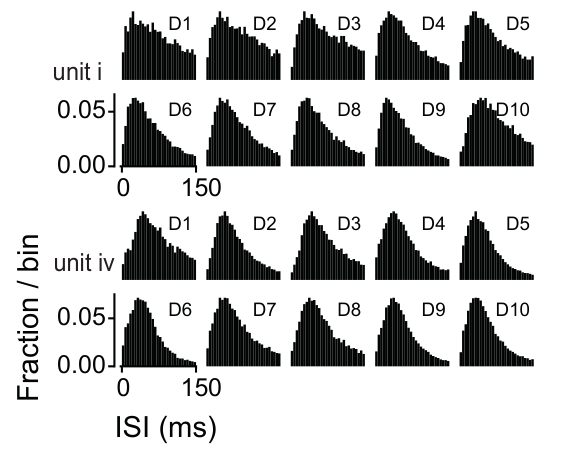 D1 D2 D3 D4 D5
unit i
0.05 D6 D7 D8 D9 D10
0.00
0 150
D1 D2 D3 D4 D5
unit iv
D6 D7 D8 D9 D10
0.05
0.00
0 150
Fraction / bin
ISI (ms)